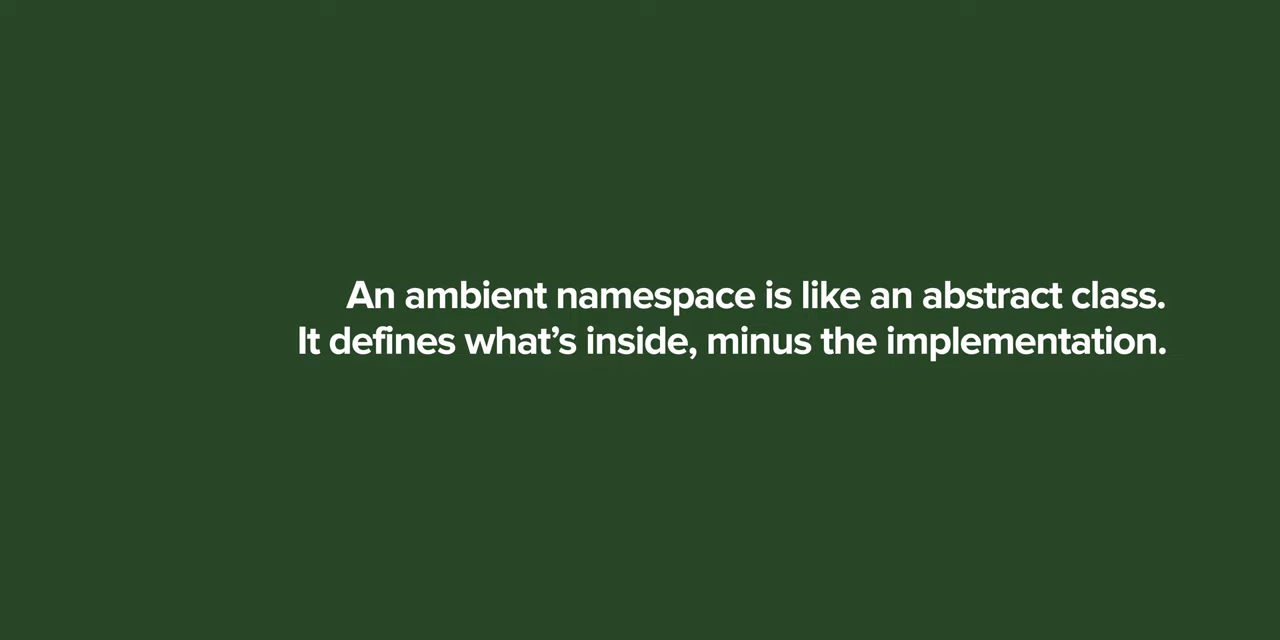 An ambient namespace is like an abstract class.
It defines what’s inside, minus the implementation.